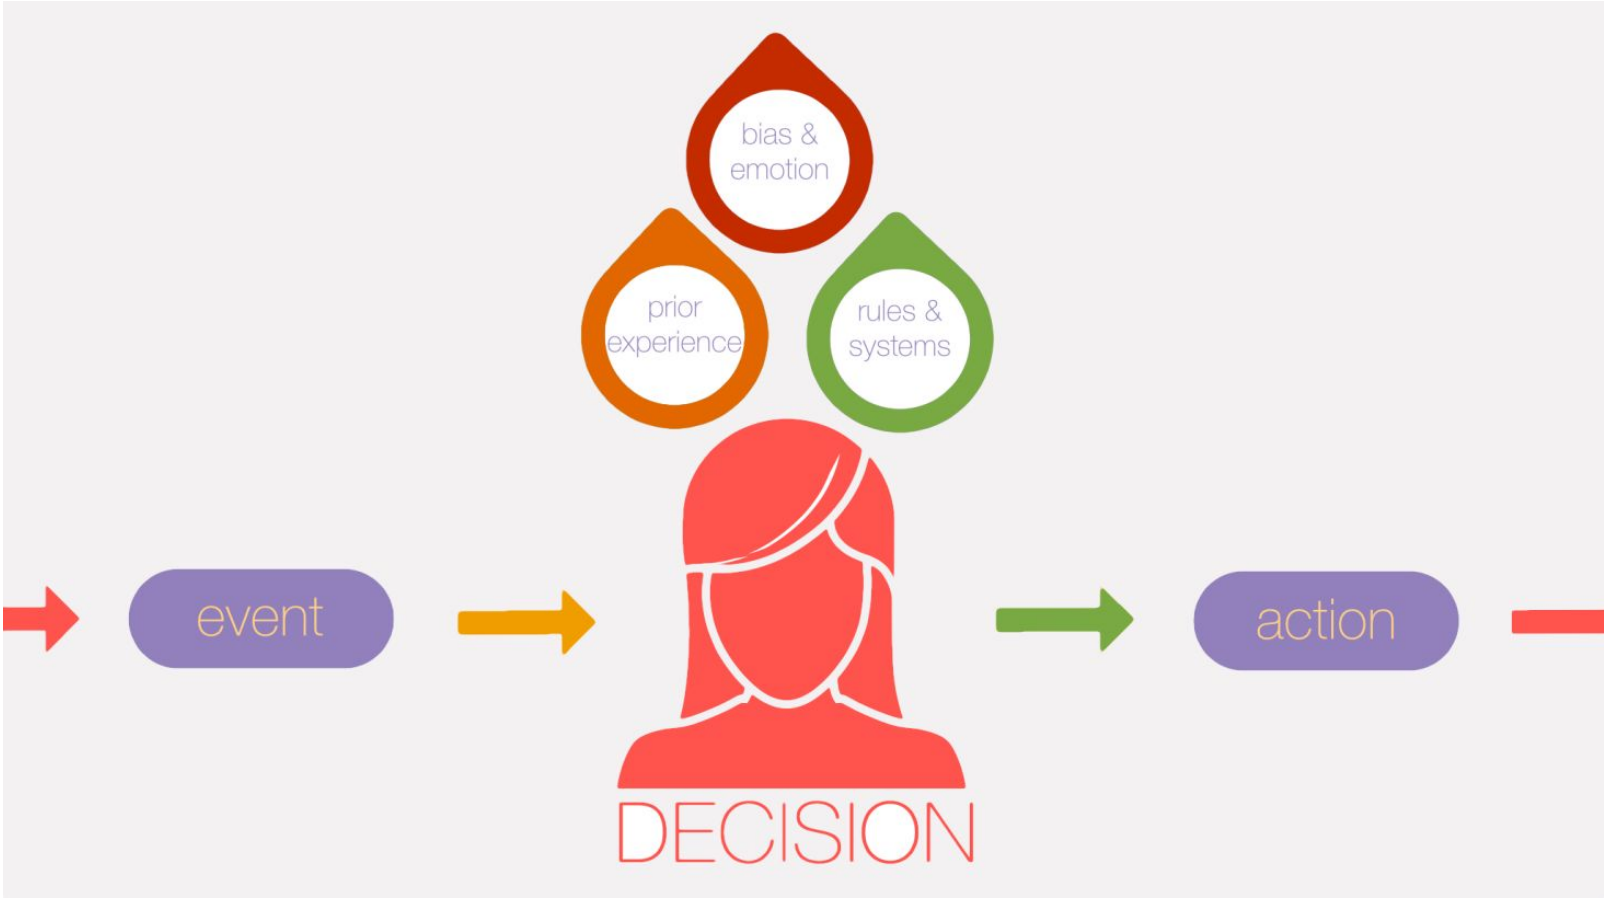 bias &
emotion
prior
experience
rules &
systems
event
action
DECISION